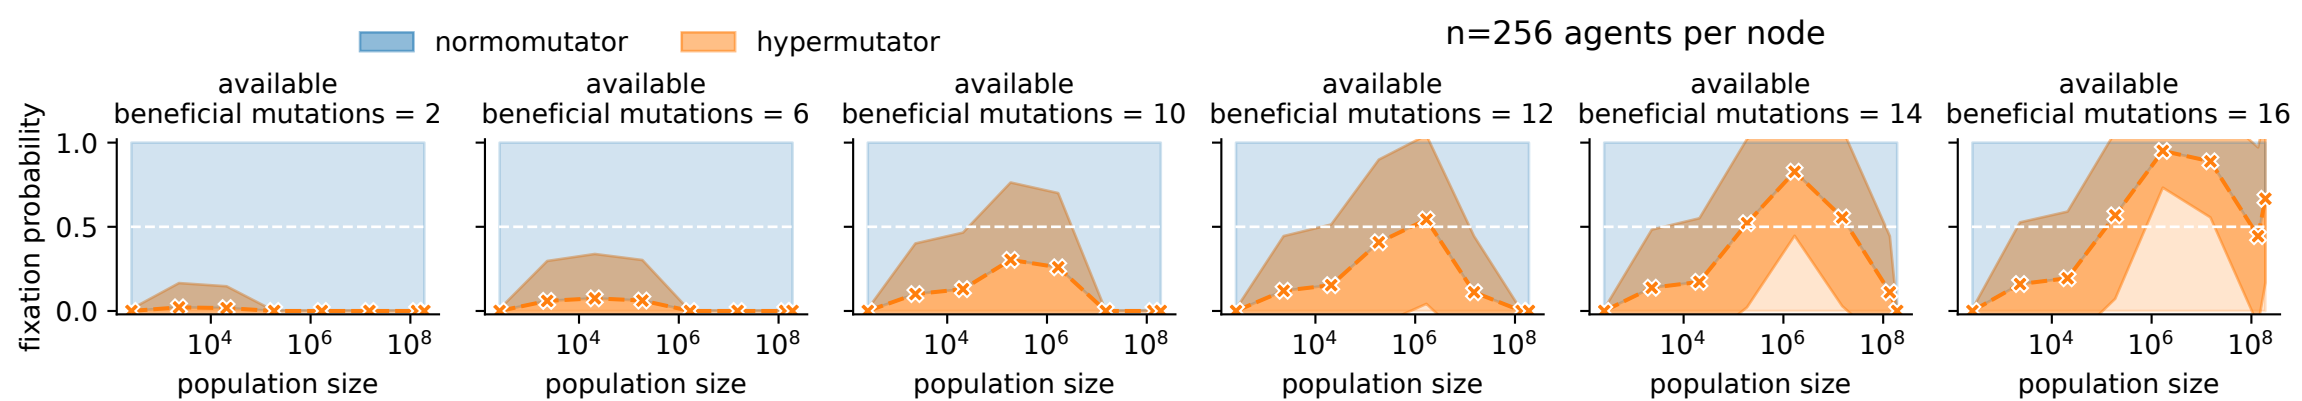 normomutator
hypermutator
n=256 agents per node
available
beneficial mutations = 2
available
beneficial mutations = 6
available
beneficial mutations = 10
available
beneficial mutations = 12
available
beneficial mutations = 14
available
beneficial mutations = 16
fixation probability
1.0
0.5
0.0
10⁴ 10⁶ 10⁸
10⁴ 10⁶ 10⁸
10⁴ 10⁶ 10⁸
10⁴ 10⁶ 10⁸
10⁴ 10⁶ 10⁸
10⁴ 10⁶ 10⁸
population size
population size
population size
population size
population size
population size